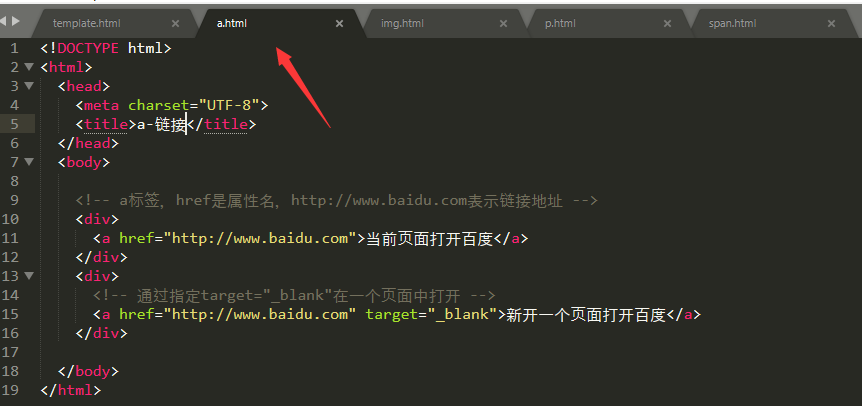 template.html × a.html × img.html × p.html × span.html ×
1 <!DOCTYPE html>
2 <html>
3 <head>
4 <meta charset="UTF-8">
5 <title>a-链接</title>
6 </head>
7 <body>
8
9 <!-- a标签，href是属性名，http://www.baidu.com表示链接地址 -->
10 <div>
11 <a href="http://www.baidu.com">当前页面打开百度</a>
12 </div>
13 <div>
14 <!-- 通过指定target="_blank"在一个页面中打开 -->
15 <a href="http://www.baidu.com" target="_blank">新开一个页面打开百度</a>
16 </div>
17
18 </body>
19 </html>